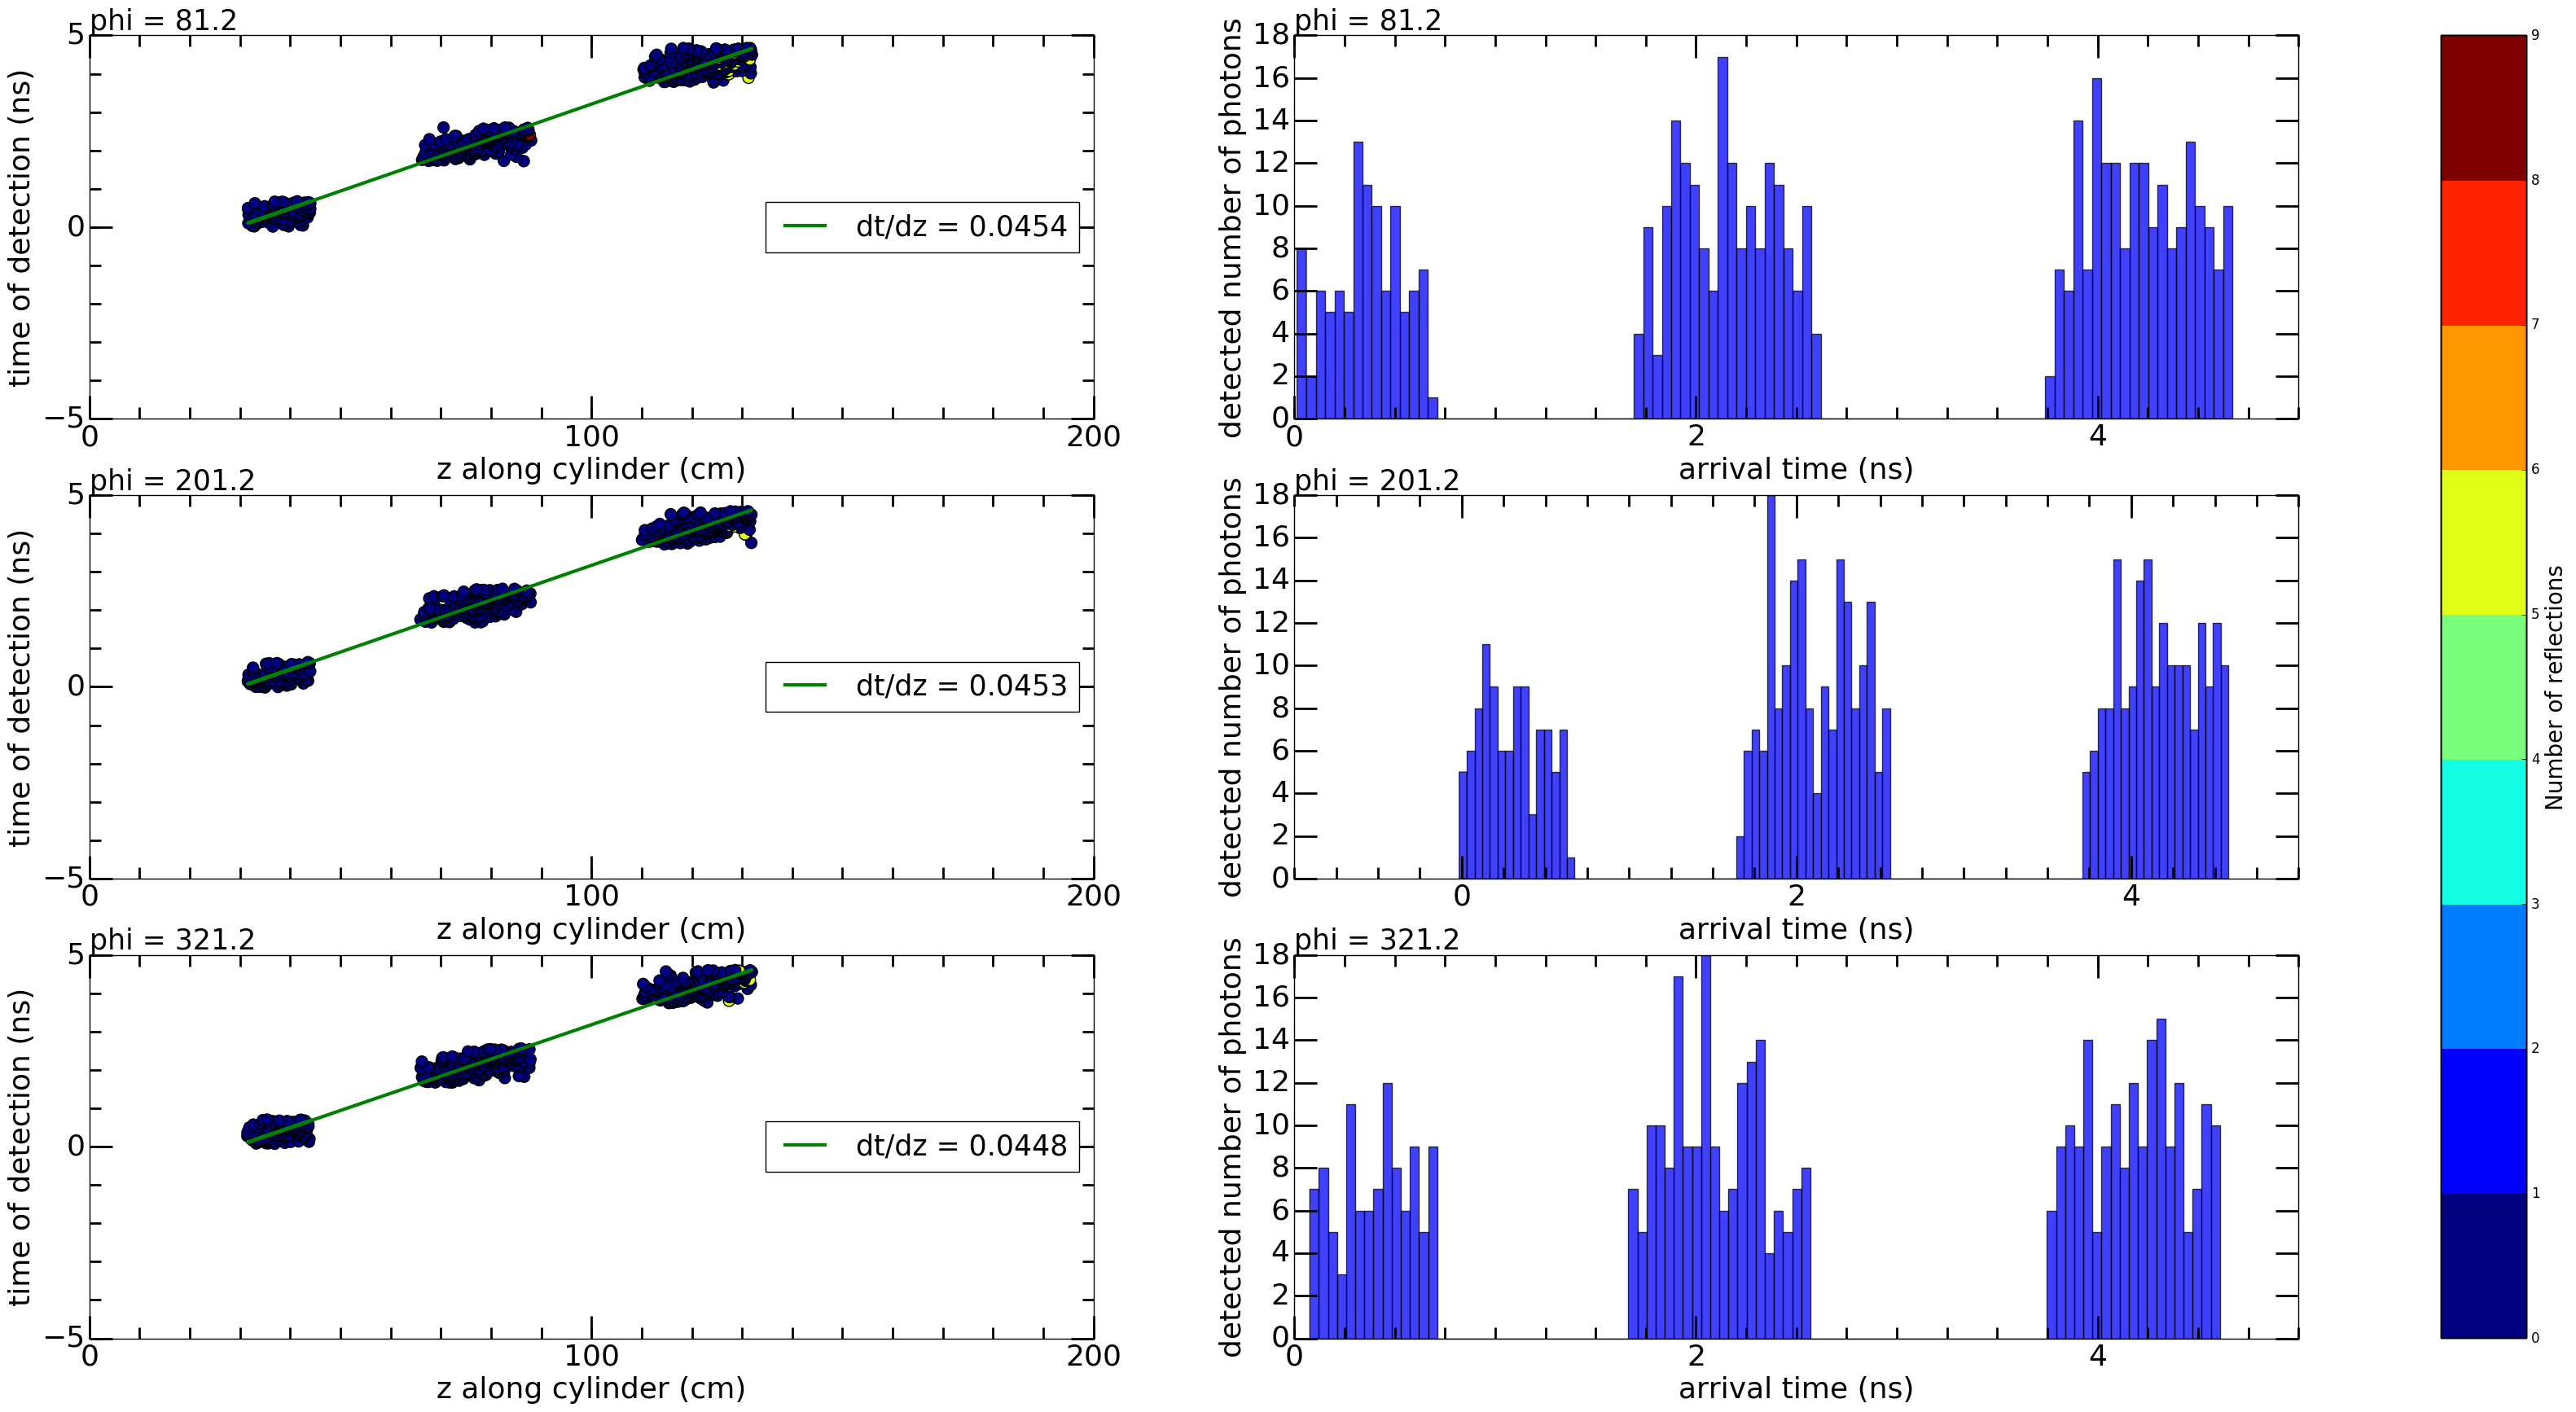 phi = 81.2
5
0
−5
time of detection (ns)
dt/dz = 0.0454
0 100 200
z along cylinder (cm)
phi = 81.2
18
16
14
12
10
8
6
4
2
0
detected number of photons
0 2 4
arrival time (ns)
phi = 201.2
5
0
−5
time of detection (ns)
dt/dz = 0.0453
0 100 200
z along cylinder (cm)
phi = 201.2
18
16
14
12
10
8
6
4
2
0
detected number of photons
0 2 4
arrival time (ns)
phi = 321.2
5
0
−5
time of detection (ns)
dt/dz = 0.0448
0 100 200
z along cylinder (cm)
phi = 321.2
18
16
14
12
10
8
6
4
2
0
detected number of photons
0 2 4
arrival time (ns)
9
8
7
6
5
4
3
2
1
0
Number of reflections